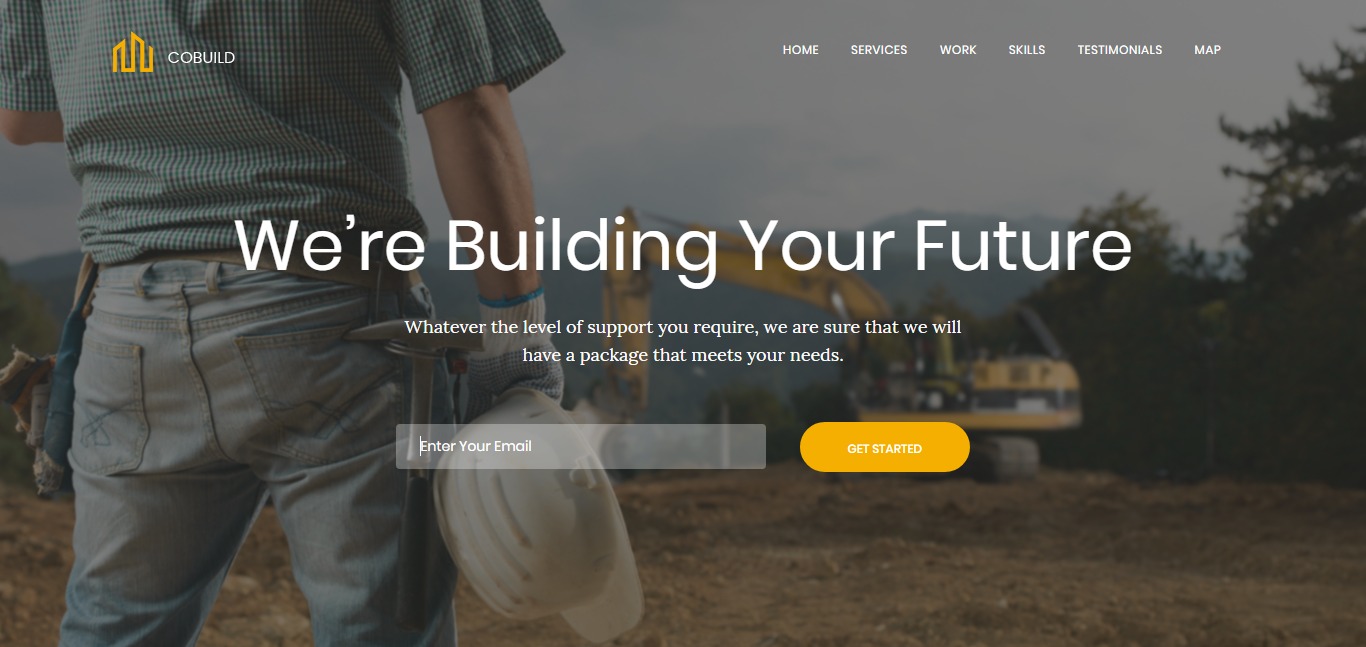 COBUILD
HOME SERVICES WORK SKILLS TESTIMONIALS MAP
We’re Building Your Future
Whatever the level of support you require, we are sure that we will
have a package that meets your needs.
Enter Your Email
GET STARTED